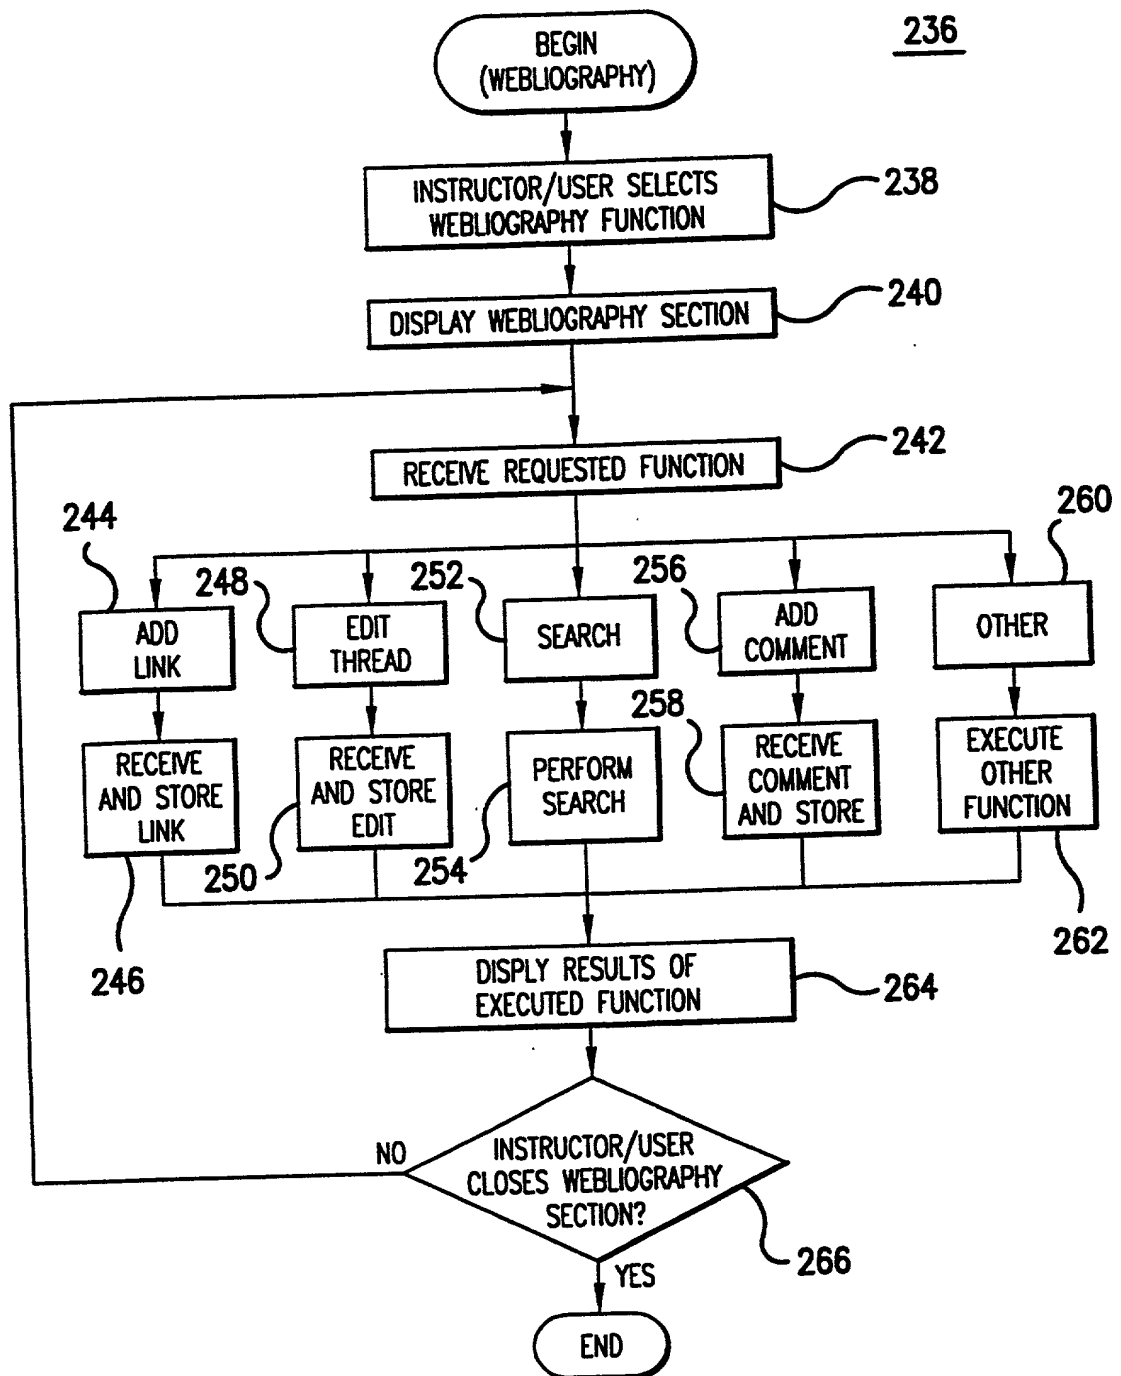 236
BEGIN
(WEBLIOGRAPHY)
INSTRUCTOR/USER SELECTS
WEBLIOGRAPHY FUNCTION
238
DISPLAY WEBLIOGRAPHY SECTION
240
RECEIVE REQUESTED FUNCTION
242
244
ADD
LINK
248
EDIT
THREAD
252
SEARCH
256
ADD
COMMENT
260
OTHER
RECEIVE
AND STORE
LINK
246
RECEIVE
AND STORE
EDIT
250
PERFORM
SEARCH
254
258
RECEIVE
COMMENT
AND STORE
EXECUTE
OTHER
FUNCTION
262
DISPLY RESULTS OF
EXECUTED FUNCTION
264
INSTRUCTOR/USER
CLOSES WEBLIOGRAPHY
SECTION?
266
NO
YES
END